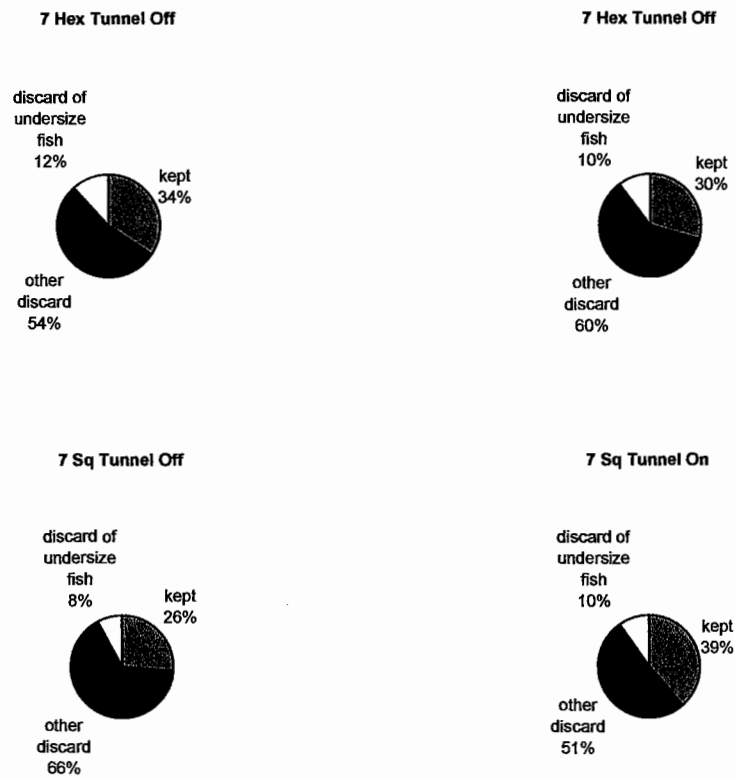 7 Hex Tunnel Off
discard of
undersize
fish
12%
kept
34%
other
discard
54%
7 Hex Tunnel Off
discard of
undersize
fish
10%
kept
30%
other
discard
60%
7 Sq Tunnel Off
discard of
undersize
fish
8%
kept
26%
other
discard
66%
7 Sq Tunnel On
discard of
undersize
fish
10%
kept
39%
other
discard
51%